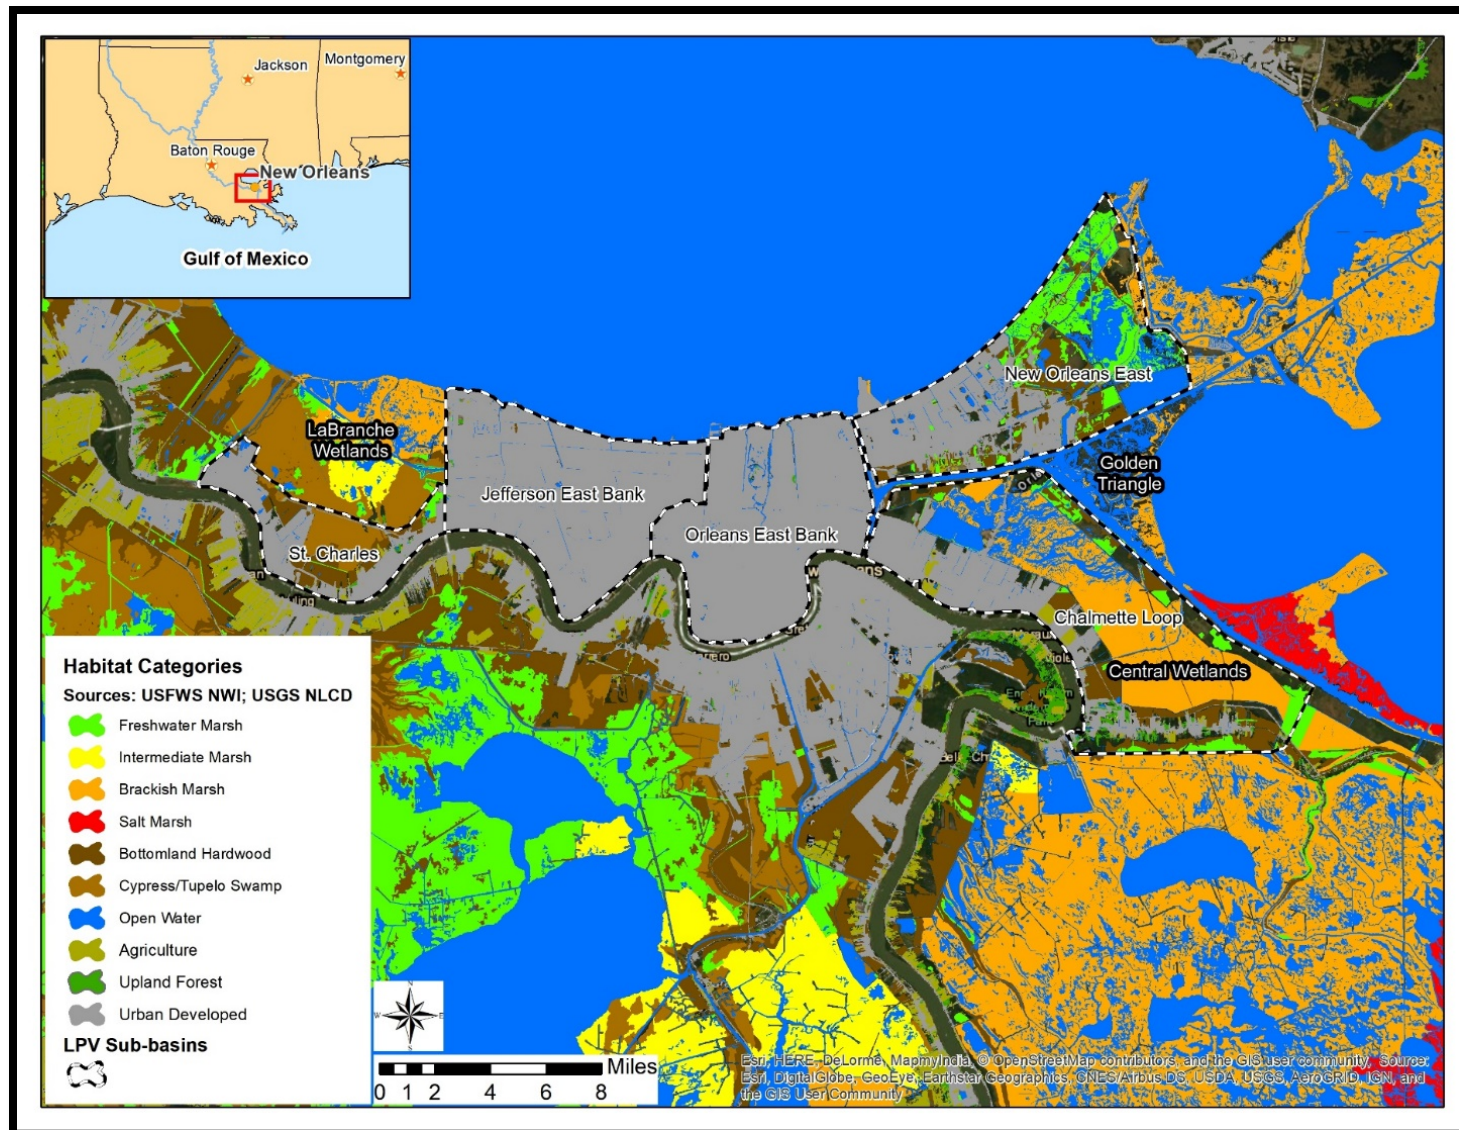 Jackson
Montgomery
Baton Rouge
New Orleans
Gulf of Mexico
New Orleans East
LaBranche
Wetlands
Golden
Triangle
Jefferson East Bank
Orleans East Bank
St. Charles
Chalmette Loop
Central Wetlands
Habitat Categories
Sources: USFWS NWI; USGS NLCD
Freshwater Marsh
Intermediate Marsh
Brackish Marsh
Salt Marsh
Bottomland Hardwood
Cypress/Tupelo Swamp
Open Water
Agriculture
Upland Forest
Urban Developed
LPV Sub-basins
N
W E
S
Miles
0 1 2 4 6 8
Esri, HERE, DeLorme, MapmyIndia, © OpenStreetMap contributors, and the GIS user community, Source:
Esri, DigitalGlobe, GeoEye, Earthstar Geographics, CNES/Airbus DS, USDA, USGS, AeroGRID, IGN, and
the GIS User Community